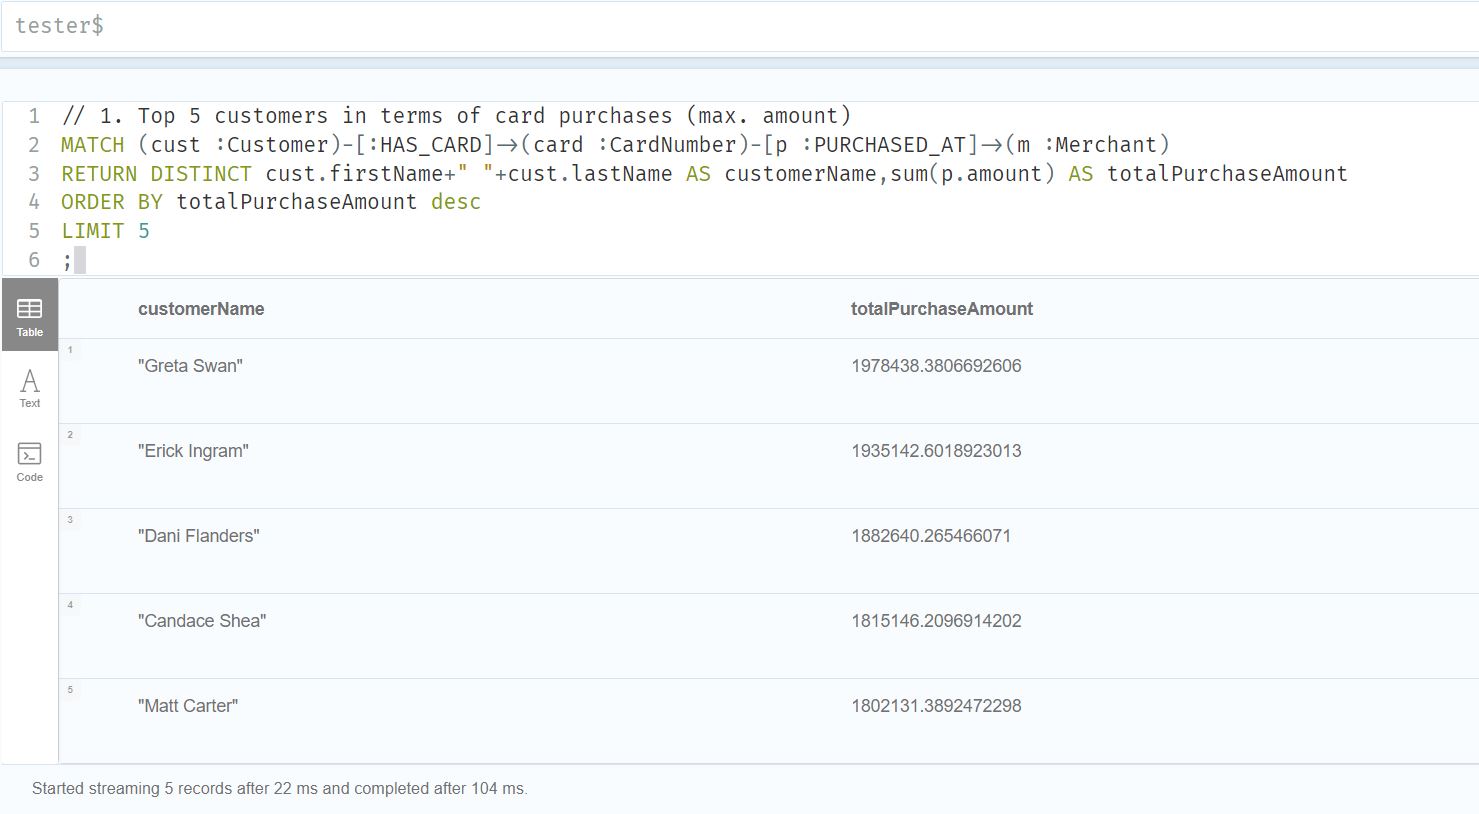 tester$
1 // 1. Top 5 customers in terms of card purchases (max. amount)
2 MATCH (cust :Customer)-[:HAS_CARD]->(card :CardNumber)-[p :PURCHASED_AT]->(m :Merchant)
3 RETURN DISTINCT cust.firstName+" "+cust.lastName AS customerName,sum(p.amount) AS totalPurchaseAmount
4 ORDER BY totalPurchaseAmount desc
5 LIMIT 5
6 ;
Table
Text
Code
customerName totalPurchaseAmount
1 "Greta Swan" 1978438.3806692606
2 "Erick Ingram" 1935142.6018923013
3 "Dani Flanders" 1882640.265466071
4 "Candace Shea" 1815146.2096914202
5 "Matt Carter" 1802131.3892472298
Started streaming 5 records after 22 ms and completed after 104 ms.